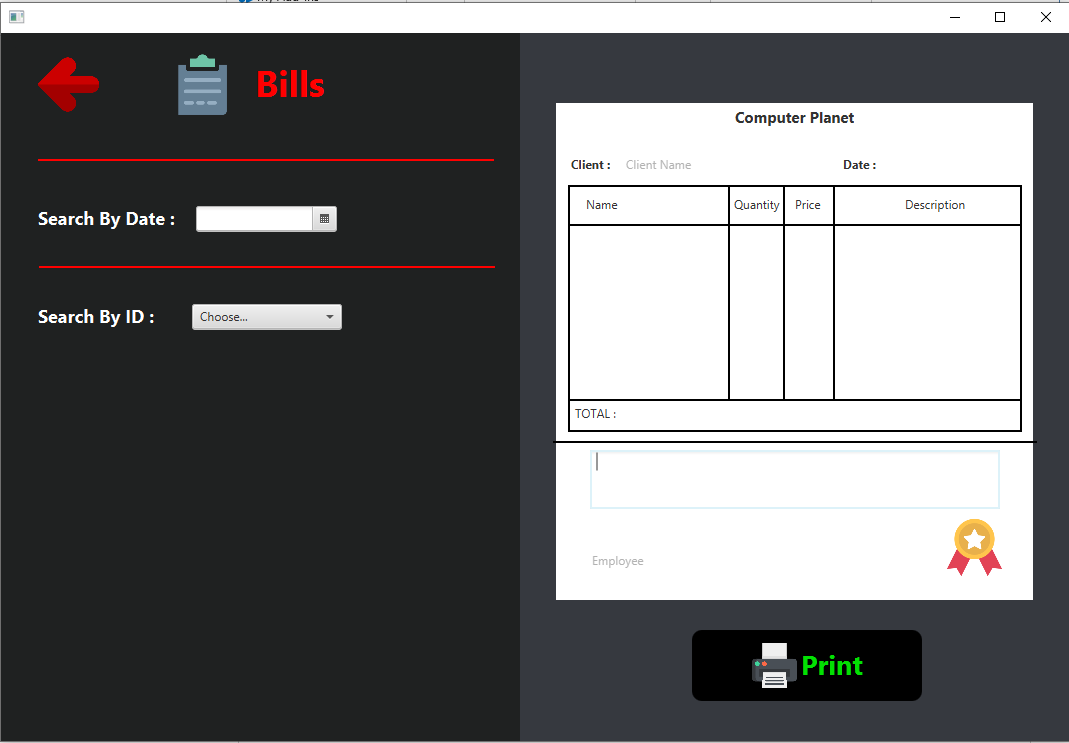 Bills
Search By Date :
Search By ID :
Choose...
Computer Planet
Client : Client Name Date :
Name Quantity Price Description
TOTAL :
Employee
Print